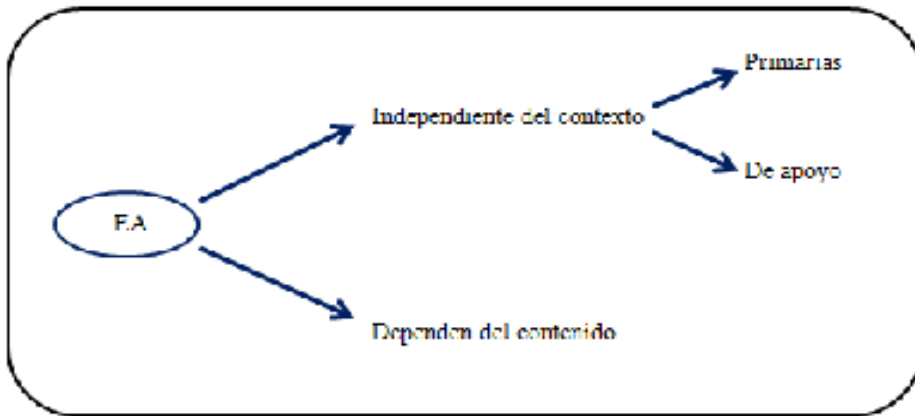 Primarias
Independiente del contexto
De apoyo
E.A
Dependen del contenido